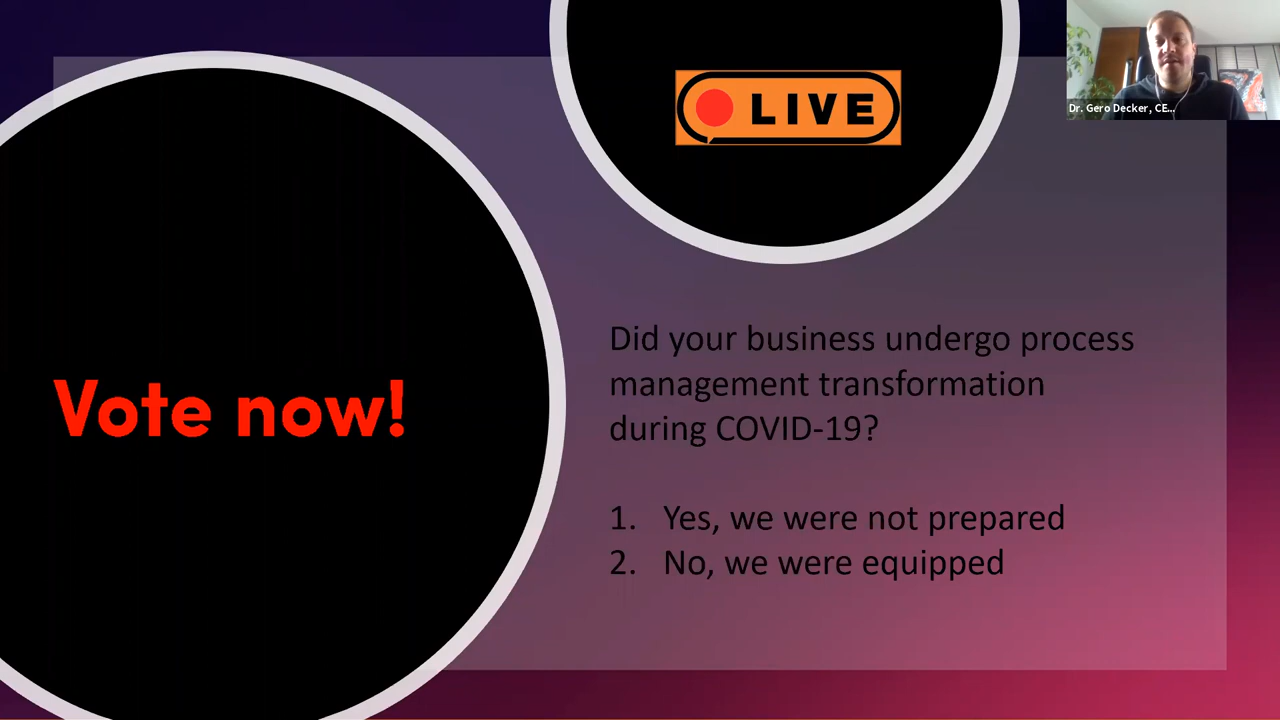 LIVE
Dr. Gero Decker, CE...
Vote now!
Did your business undergo process
management transformation
during COVID-19?
1. Yes, we were not prepared
2. No, we were equipped